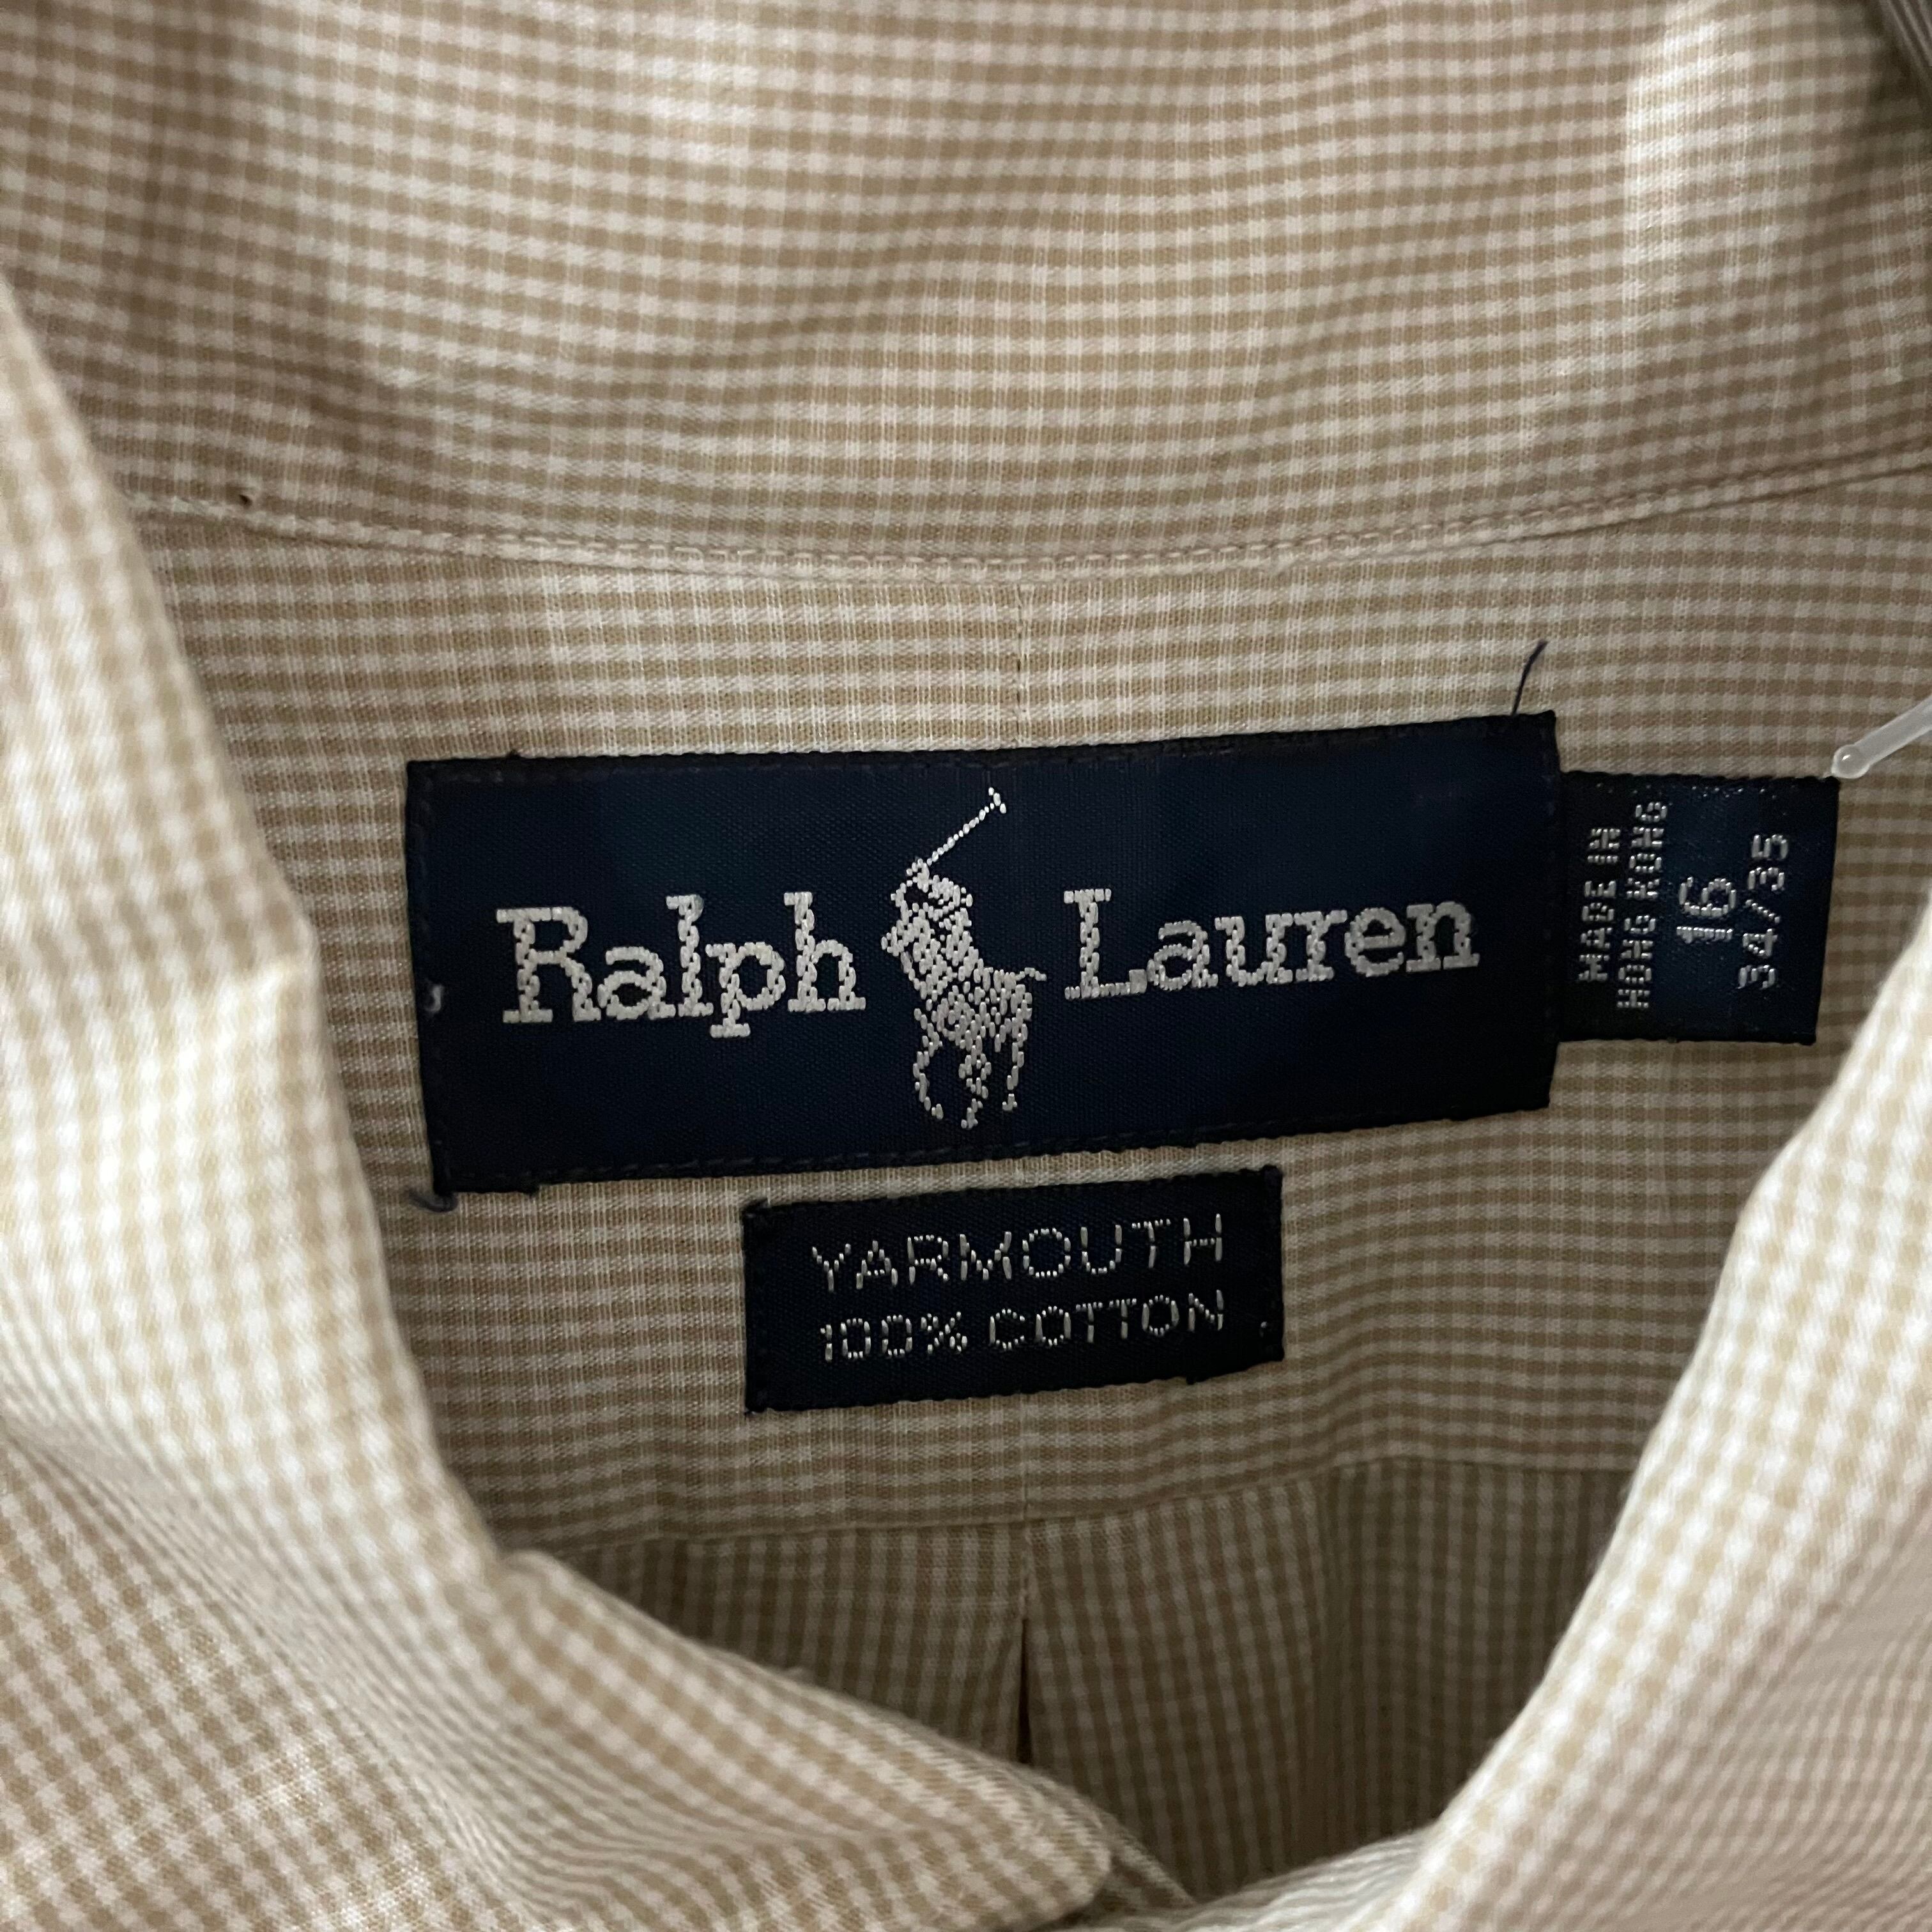 Ralph Lauren
MADE IN
HONG KONG
16
34/35
YARMOUTH
100% COTTON